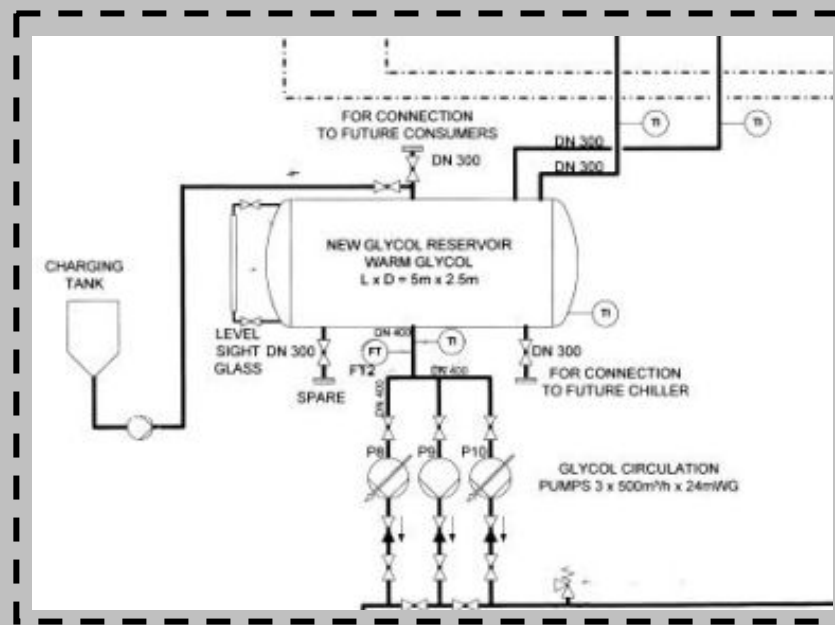 FOR CONNECTION
TO FUTURE CONSUMERS
DN 300
TI
TI
DN 300
DN 300
NEW GLYCOL RESERVOIR
WARM GLYCOL
L x D = 5m x 2.5m
CHARGING
TANK
TI
LEVEL
SIGHT
GLASS
DN 300
DN 400
FT
TI
DN 300
FT2
DN 400
DN 400
SPARE
FOR CONNECTION
TO FUTURE CHILLER
P8
P9
P10
GLYCOL CIRCULATION
PUMPS 3 x 500m³/h x 24mWG